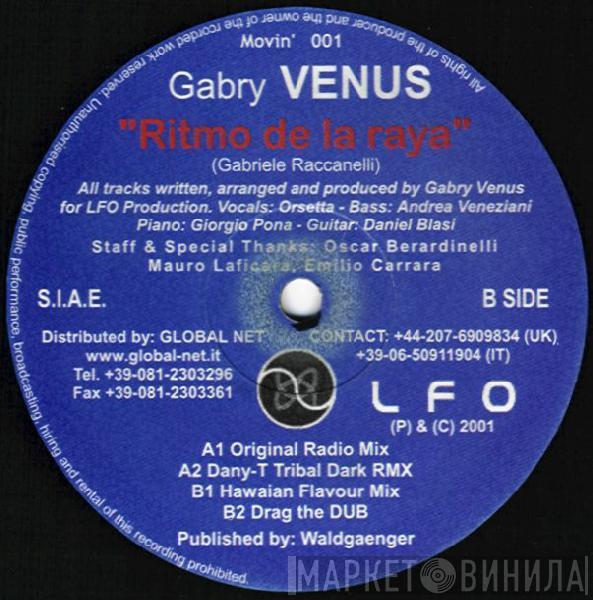 All rights of the producer and of the owner of the recorded work reserved. Unauthorised copying, public performance, broadcasting, hiring and rental of this recording prohibited.
Movin' 001
Gabry VENUS
"Ritmo de la raya"
(Gabriele Raccanelli)
All tracks written, arranged and produced by Gabry Venus
for LFO Production. Vocals: Orsetta - Bass: Andrea Veneziani
Piano: Giorgio Pona - Guitar: Daniel Blasi
Staff & Special Thanks: Oscar Berardinelli
Mauro Laficara, Emilio Carrara
S.I.A.E.
B SIDE
Distributed by: GLOBAL NET
www.global-net.it
Tel. +39-081-2303296
Fax +39-081-2303361
CONTACT: +44-207-6909834 (UK)
+39-06-50911904 (IT)
LFO
(P) & (C) 2001
A1 Original Radio Mix
A2 Dany-T Tribal Dark RMX
B1 Hawaian Flavour Mix
B2 Drag the DUB
Published by: Waldgaenger
МАРКЕТ ВИНИЛА